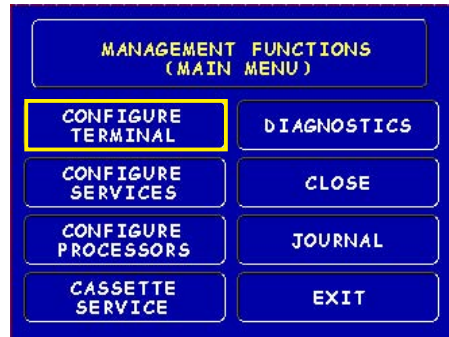 MANAGEMENT FUNCTIONS
(MAIN MENU)
CONFIGURE
TERMINAL
DIAGNOSTICS
CONFIGURE
SERVICES
CLOSE
CONFIGURE
PROCESSORS
JOURNAL
CASSETTE
SERVICE
EXIT